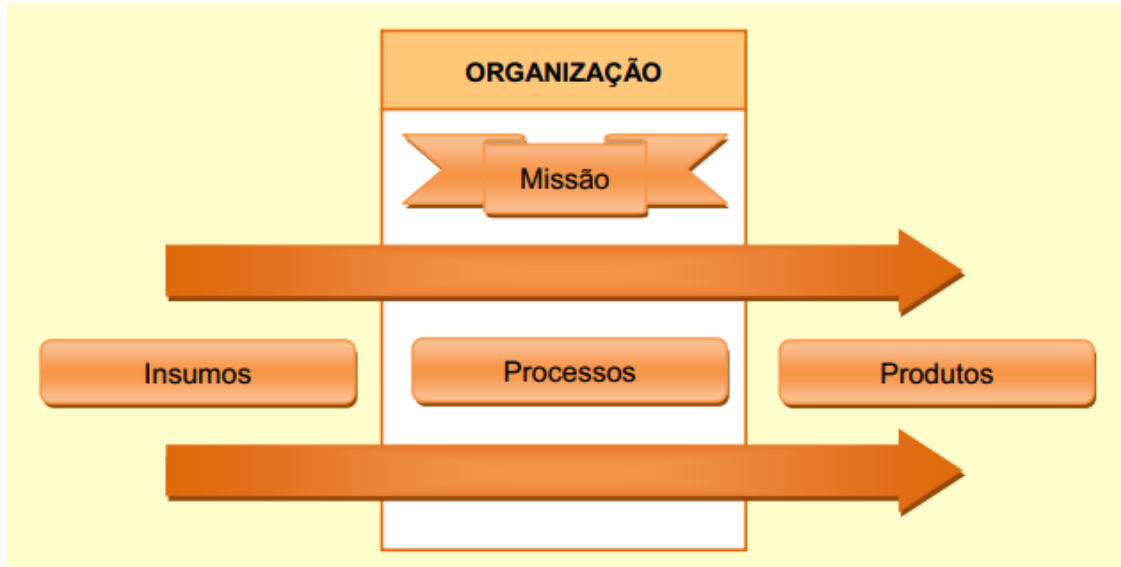 ORGANIZAÇÃO
Missão
Insumos
Processos
Produtos